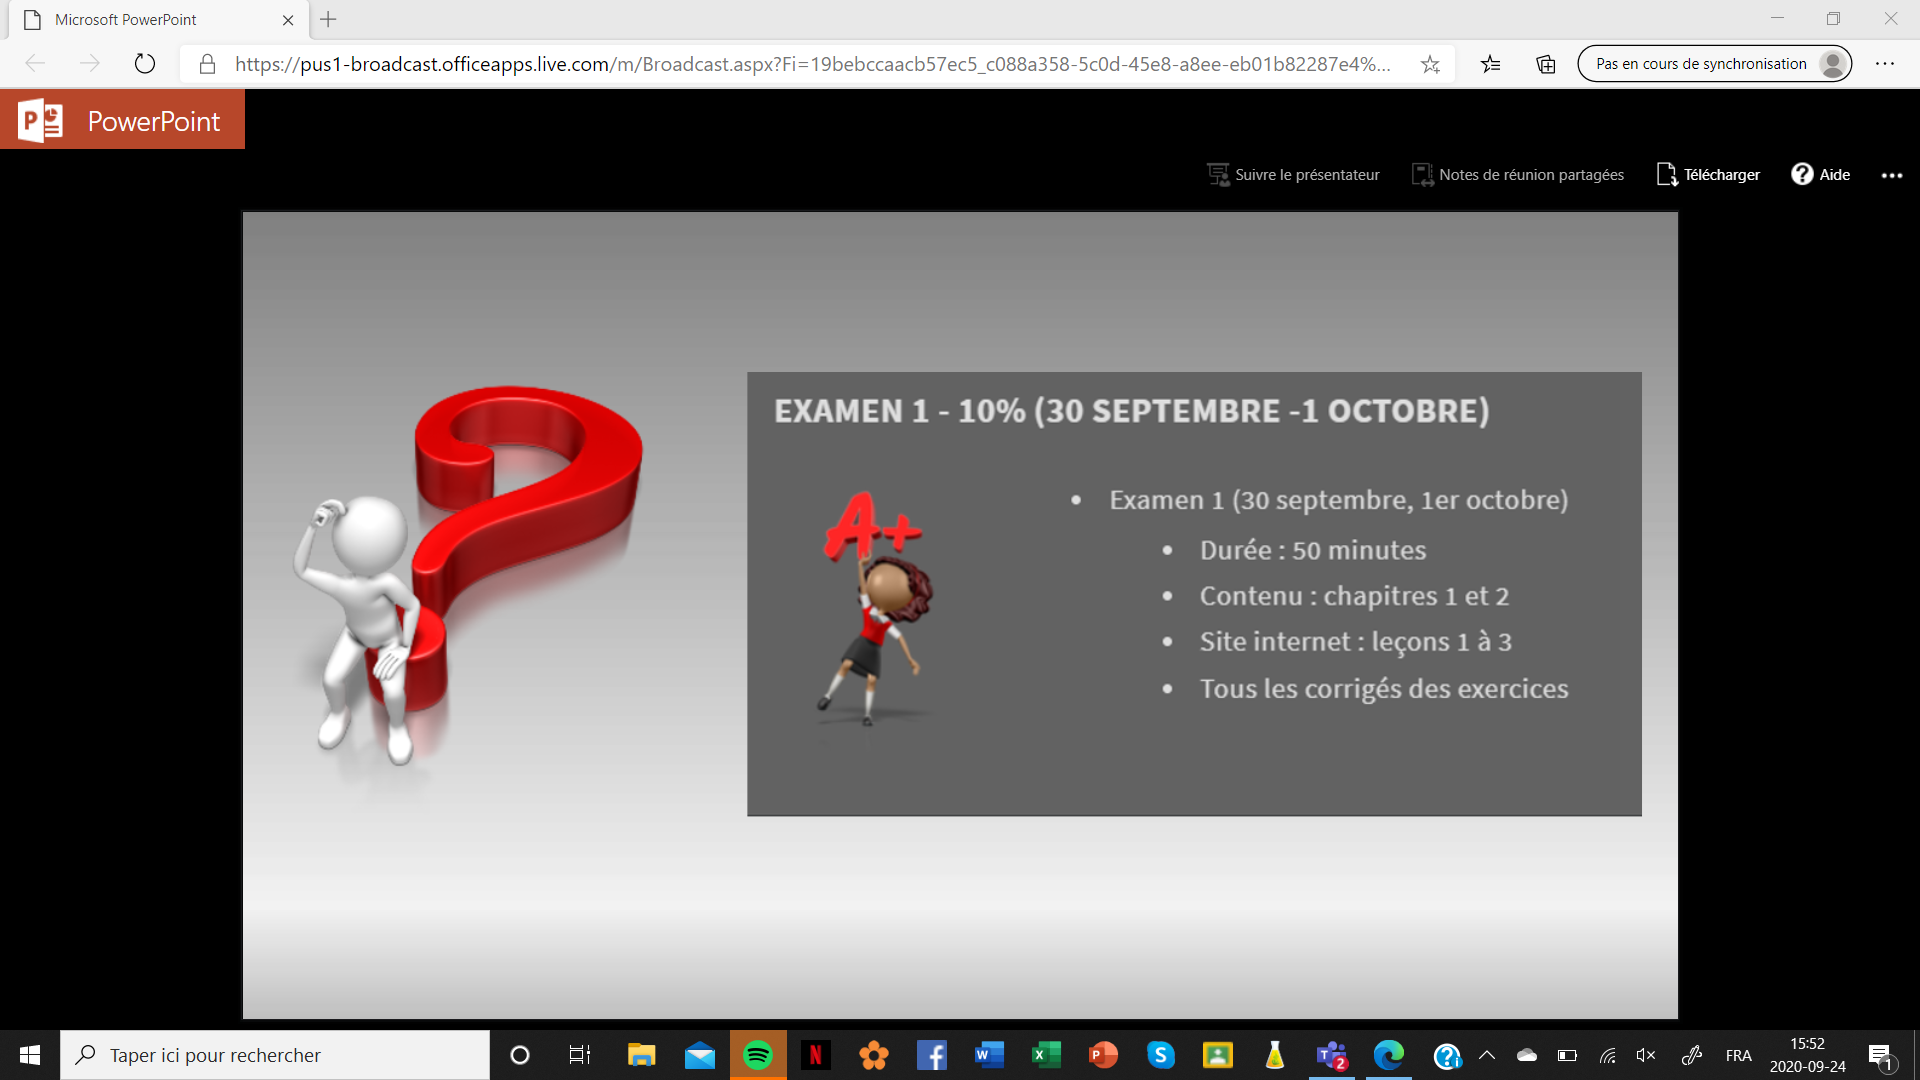 Microsoft PowerPoint
https://pus1-broadcast.officeapps.live.com/m/Broadcast.aspx?Fi=19bebccaacb57ec5_c088a358-5c0d-45e8-a8ee-eb01b82287e4%...
Pas en cours de synchronisation
P
PowerPoint
Suivre le présentateur
Notes de réunion partagées
Télécharger
? Aide
EXAMEN 1 - 10% (30 SEPTEMBRE -1 OCTOBRE)
A+
• Examen 1 (30 septembre, 1er octobre)
• Durée : 50 minutes
• Contenu : chapitres 1 et 2
• Site internet : leçons 1 à 3
• Tous les corrigés des exercices
Taper ici pour rechercher
FRA
15:52
2020-09-24
1